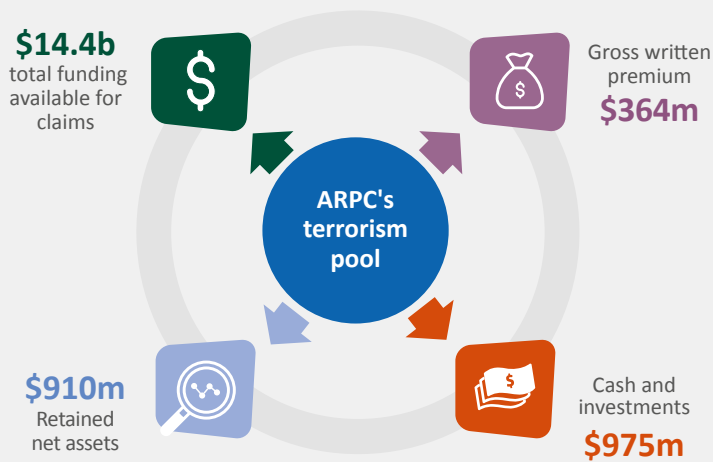 $14.4b
total funding
available for
claims
$
Gross written
premium
$364m
$
ARPC's
terrorism
pool
$910m
Retained
net assets
$
Cash and
investments
$975m